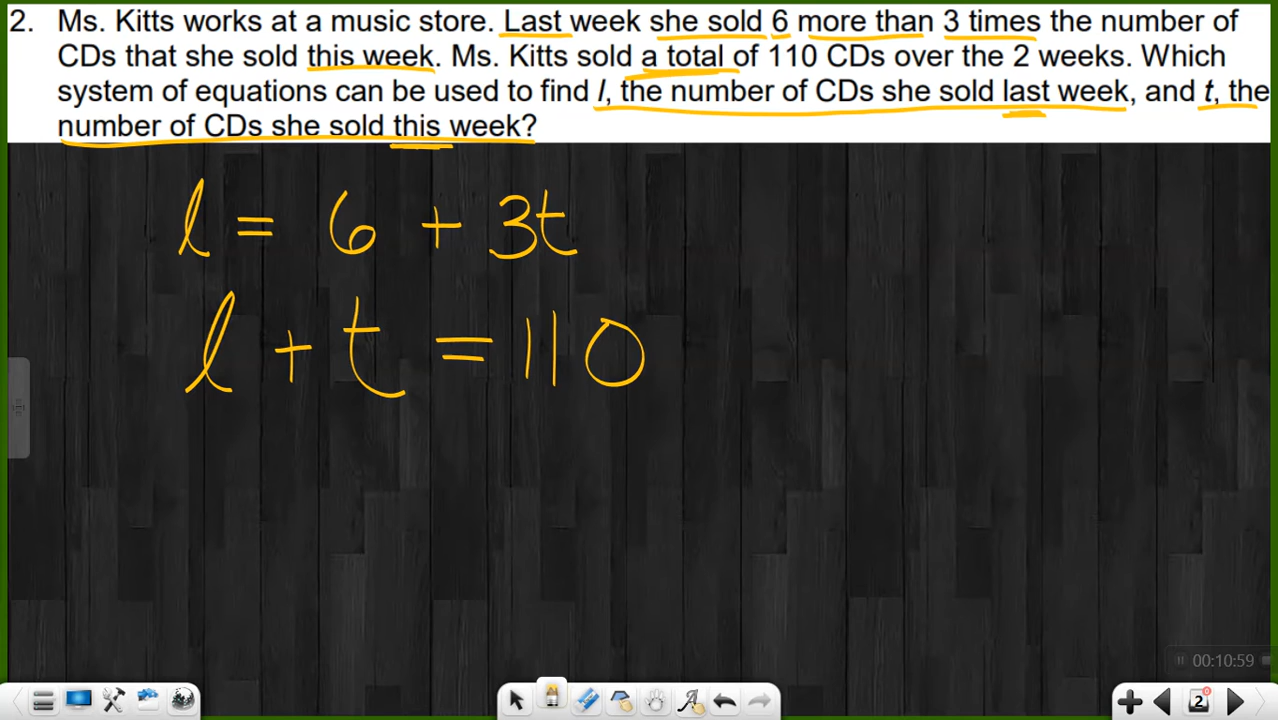 2. Ms. Kitts works at a music store. Last week she sold 6 more than 3 times the number of
CDs that she sold this week. Ms. Kitts sold a total of 110 CDs over the 2 weeks. Which
system of equations can be used to find l, the number of CDs she sold last week, and t, the
number of CDs she sold this week?
l = 6 + 3t
l + t = 110
00:10:59
2
0